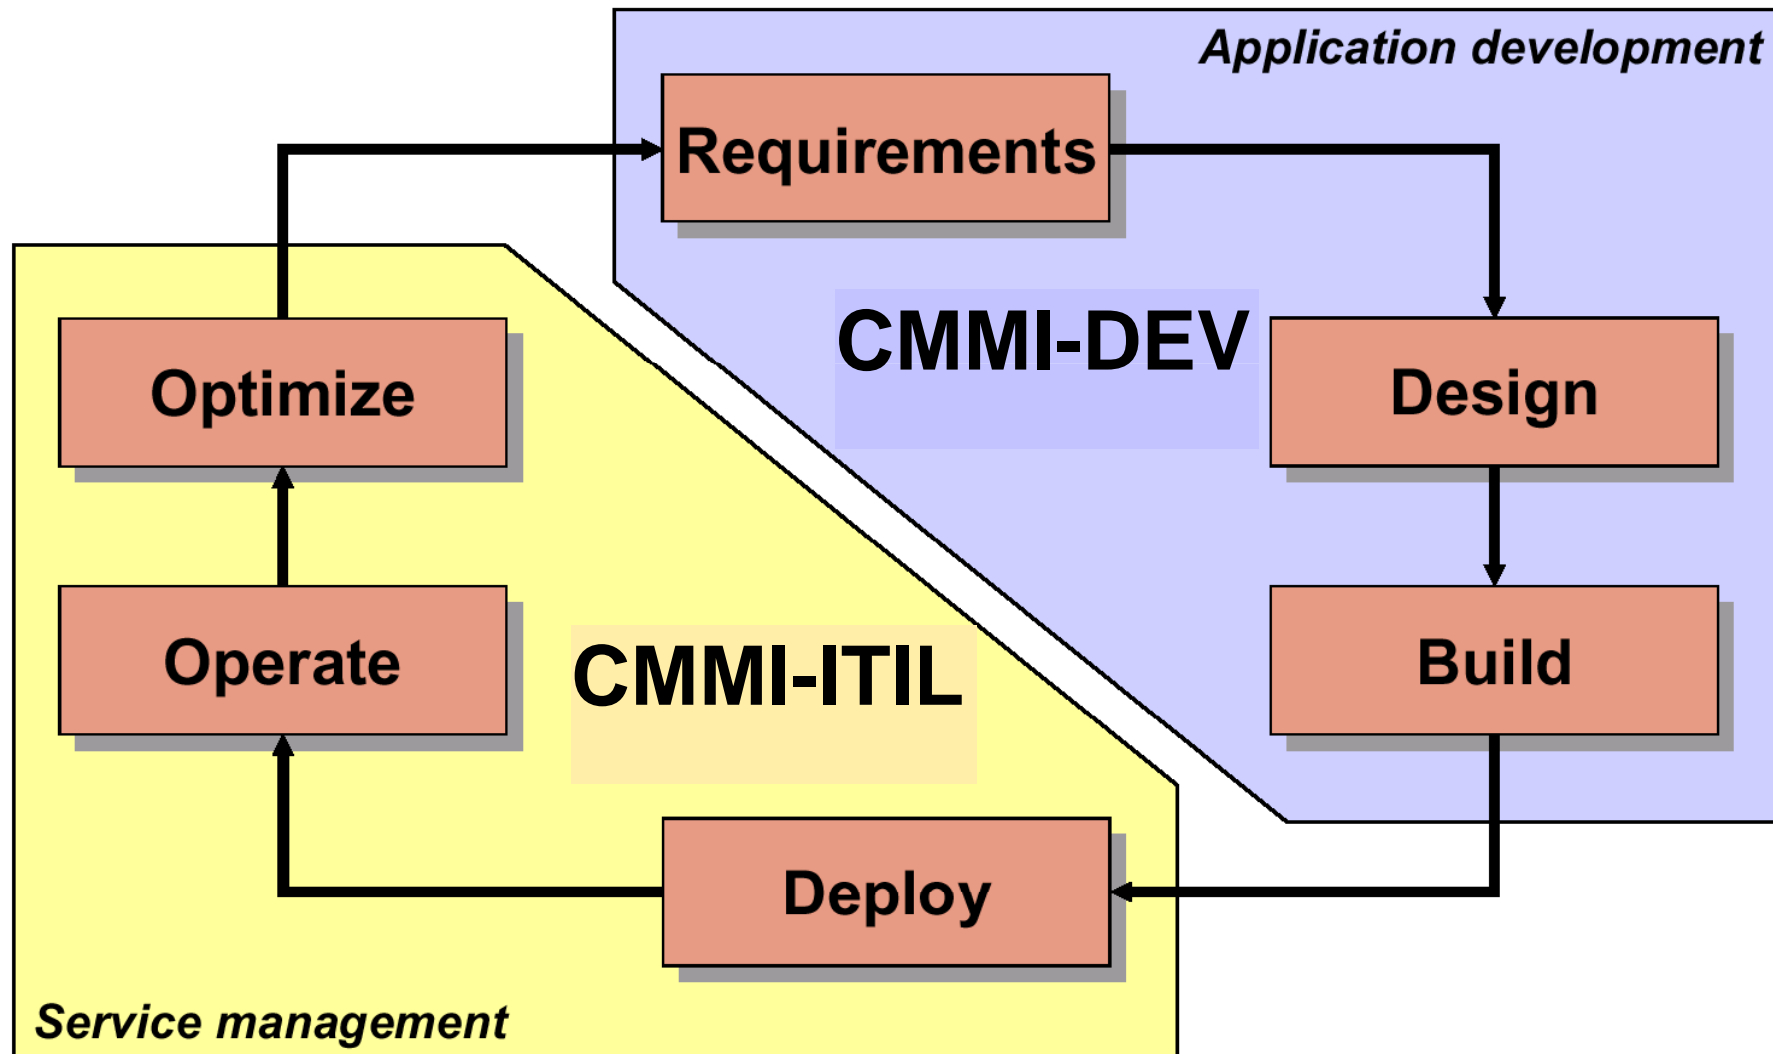 Application development
Requirements
CMMI-DEV
Optimize
Design
Operate
CMMI-ITIL
Build
Deploy
Service management